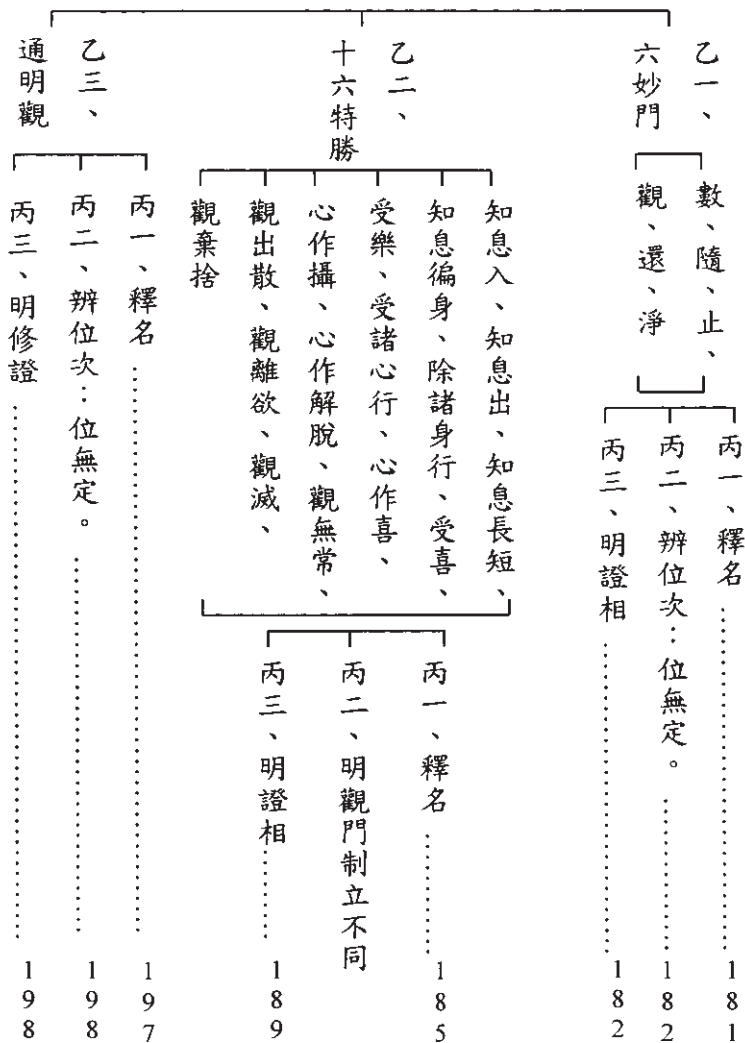 乙一、
六妙門
數、隨、止、
觀、還、淨
丙一、釋名……………181
丙二、辨位次：位無定。……………182
丙三、明證相……………182
乙二、
十六特勝
知息入、知息出、知息長短、
知息徧身、除諸身行、受喜、
受樂、受諸心行、心作喜、
心作攝、心作解脫、觀無常、
觀出散、觀離欲、觀滅、
觀棄捨
丙一、釋名……………185
丙二、明觀門制立不同
丙三、明證相……………189
乙三、
通明觀
丙一、釋名……………197
丙二、辨位次：位無定。……………198
丙三、明修證……………198